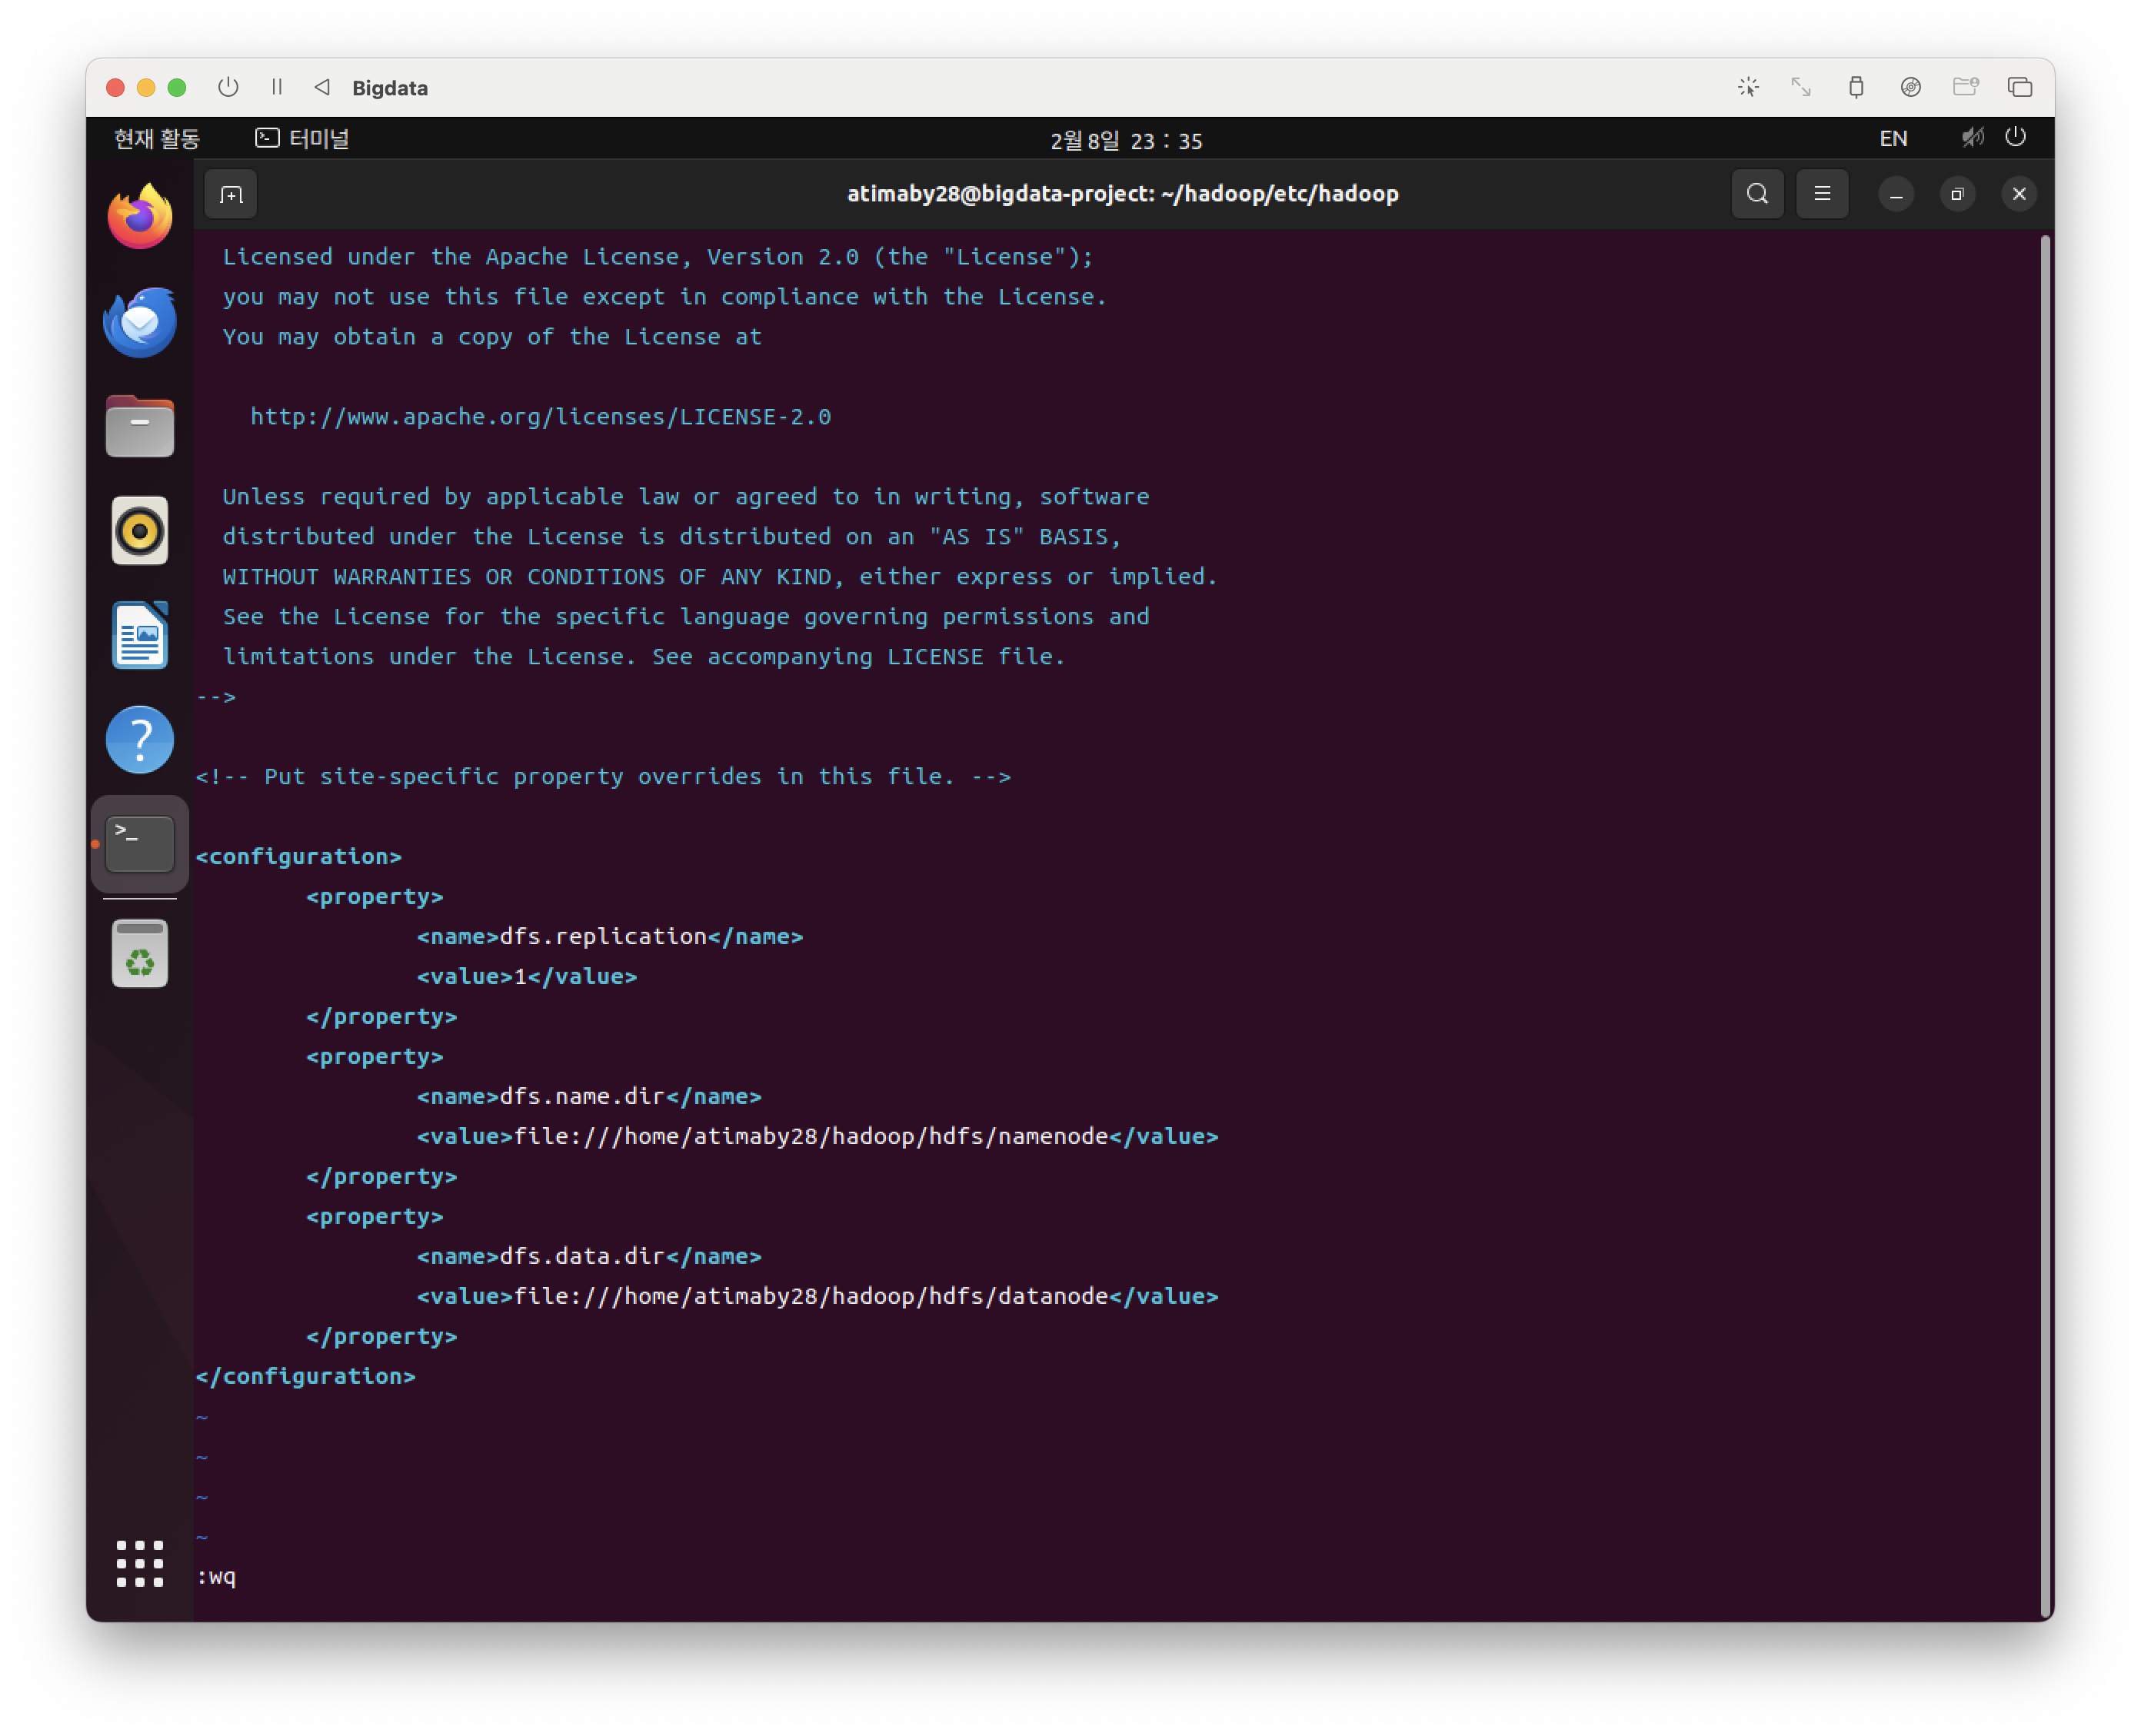 Bigdata
현재 활동
터미널
2월 8일 23 : 35
EN
atimaby28@bigdata-project: ~/hadoop/etc/hadoop
Licensed under the Apache License, Version 2.0 (the "License");
you may not use this file except in compliance with the License.
You may obtain a copy of the License at
http://www.apache.org/licenses/LICENSE-2.0
Unless required by applicable law or agreed to in writing, software
distributed under the License is distributed on an "AS IS" BASIS,
WITHOUT WARRANTIES OR CONDITIONS OF ANY KIND, either express or implied.
See the License for the specific language governing permissions and
limitations under the License. See accompanying LICENSE file.
-->
<!-- Put site-specific property overrides in this file. -->
<configuration>
<property>
<name>dfs.replication</name>
<value>1</value>
</property>
<property>
<name>dfs.name.dir</name>
<value>file:///home/atimaby28/hadoop/hdfs/namenode</value>
</property>
<property>
<name>dfs.data.dir</name>
<value>file:///home/atimaby28/hadoop/hdfs/datanode</value>
</property>
</configuration>
~
~
~
~
:wq